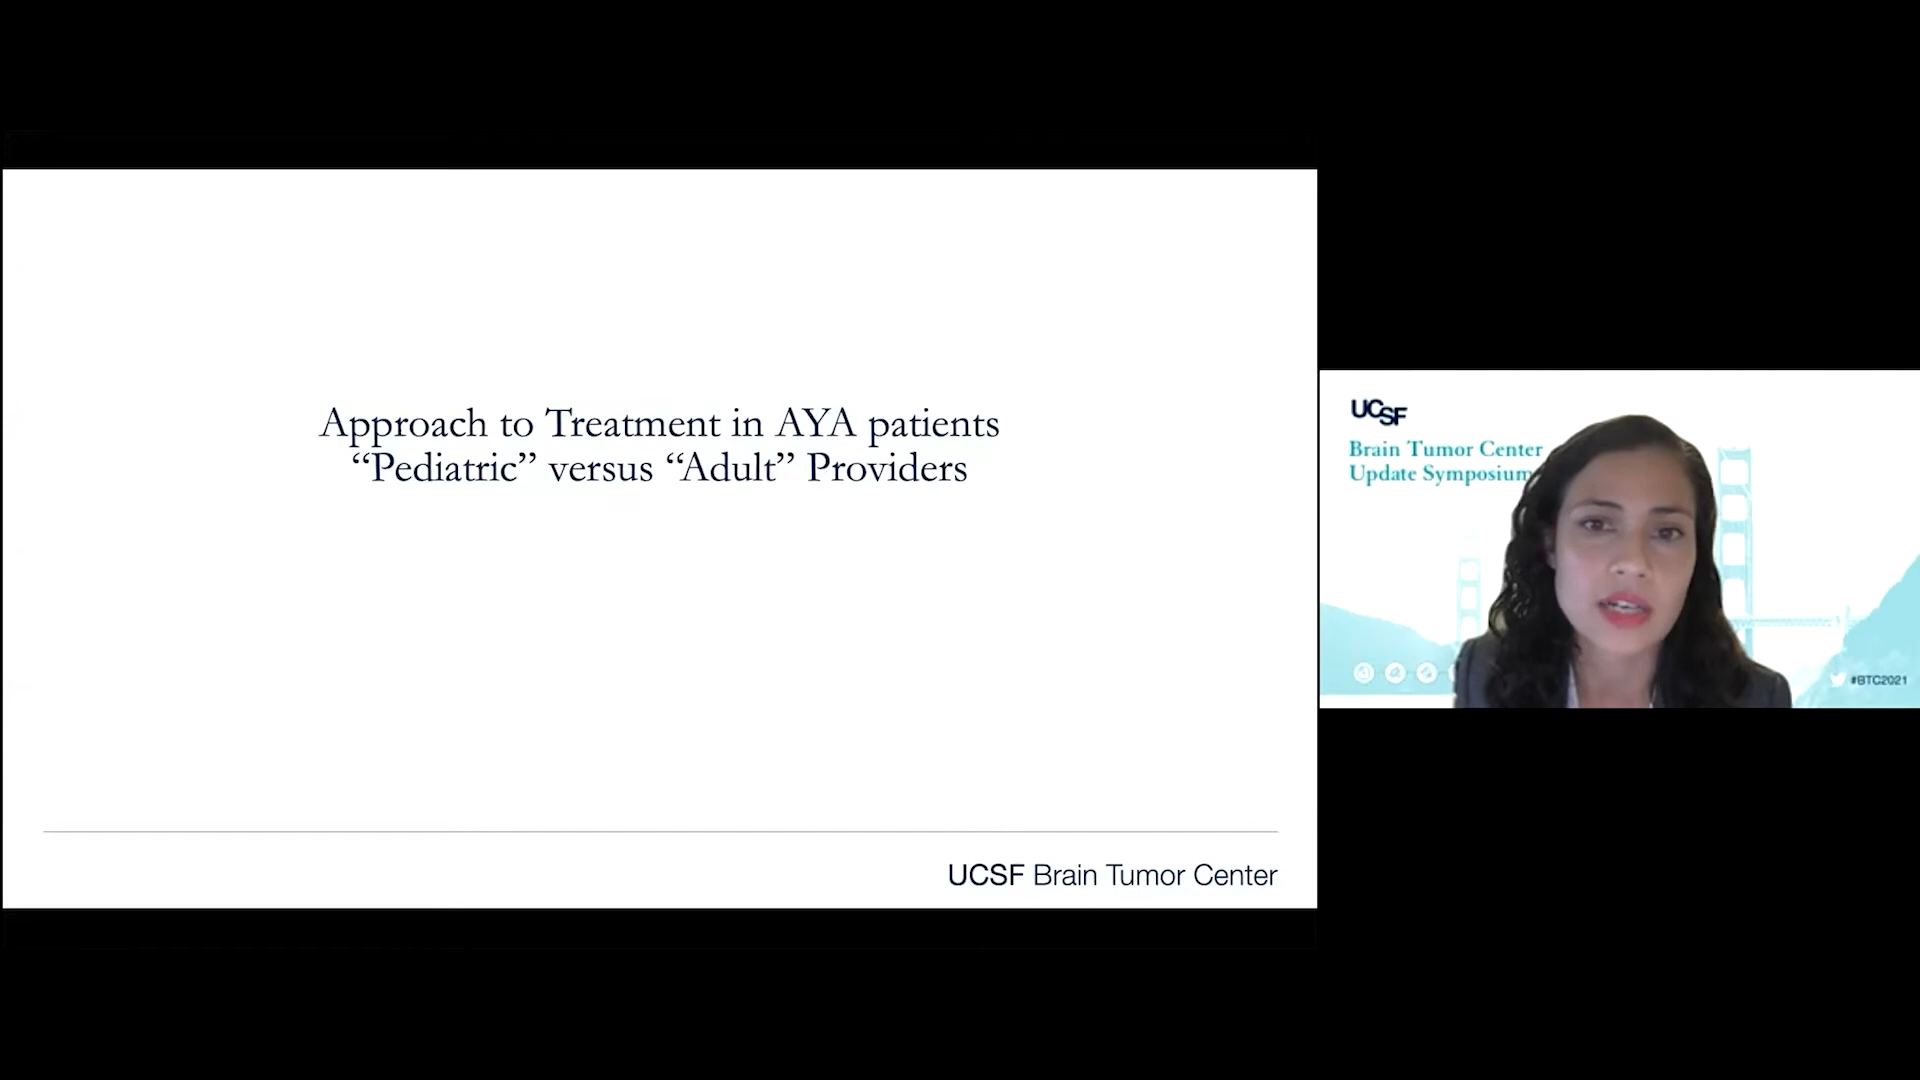 Approach to Treatment in AYA patients
“Pediatric” versus “Adult” Providers
UCSF Brain Tumor Center
UCSF
Brain Tumor Center
Update Symposium
#BTC2021